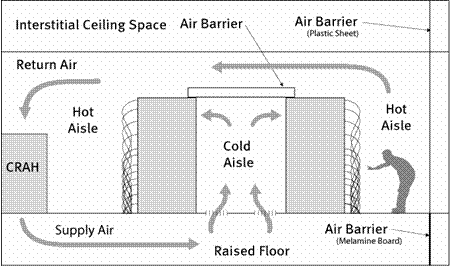 Interstitial Ceiling Space
Air Barrier
Air Barrier
(Plastic Sheet)
Return Air
Hot
Aisle
Hot
Aisle
Cold
Aisle
CRAH
Supply Air
Raised Floor
Air Barrier
(Melamine Board)